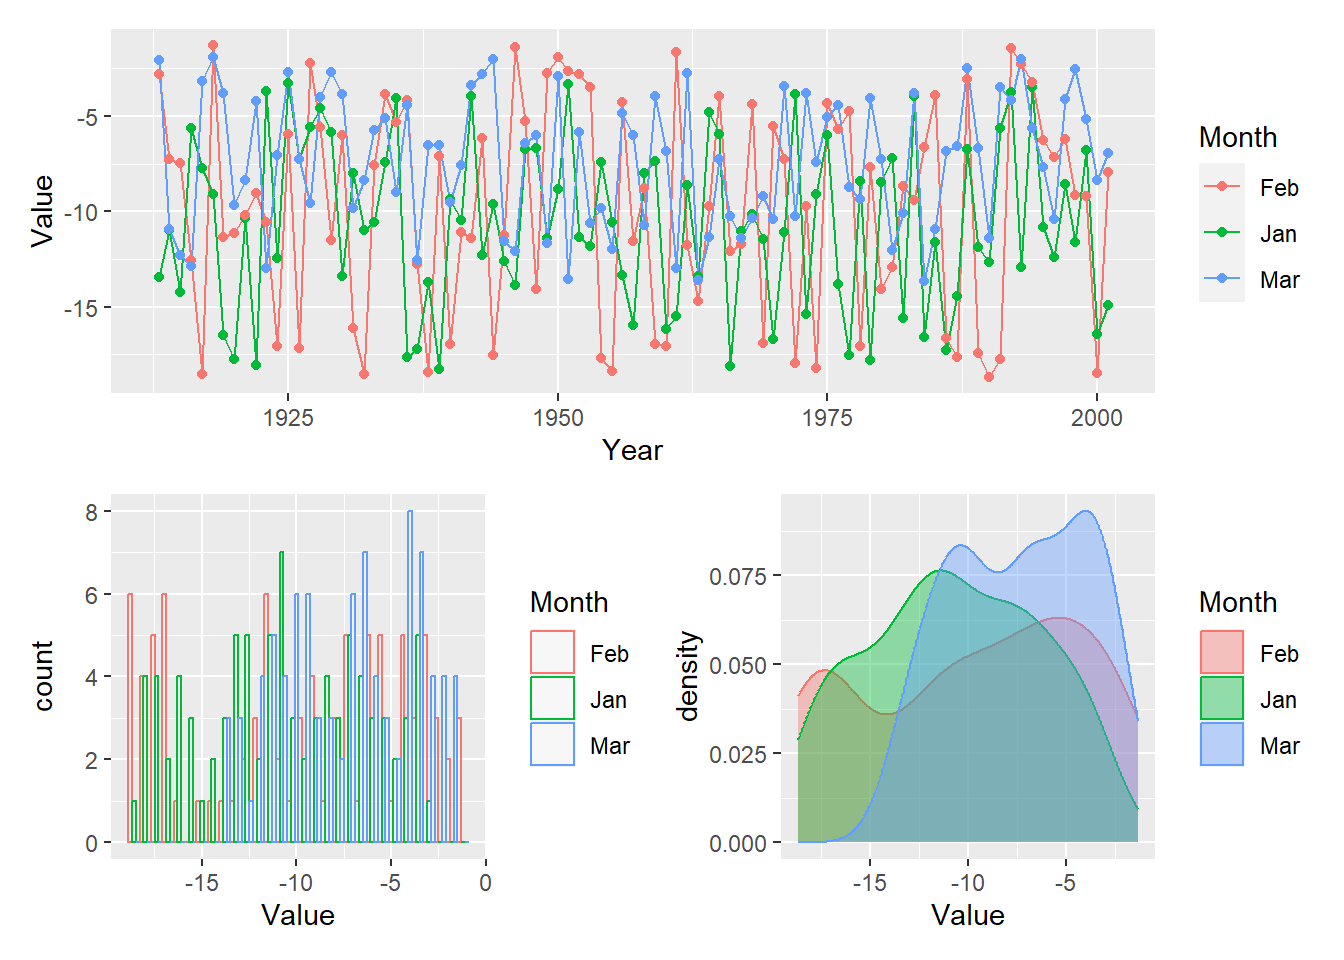 Value
-5
-10
-15
1925 1950 1975 2000
Year
Month
Feb
Jan
Mar
count
8
6
4
2
0
-15 -10 -5 0
Value
Month
Feb
Jan
Mar
density
0.075
0.050
0.025
0.000
-15 -10 -5
Value
Month
Feb
Jan
Mar